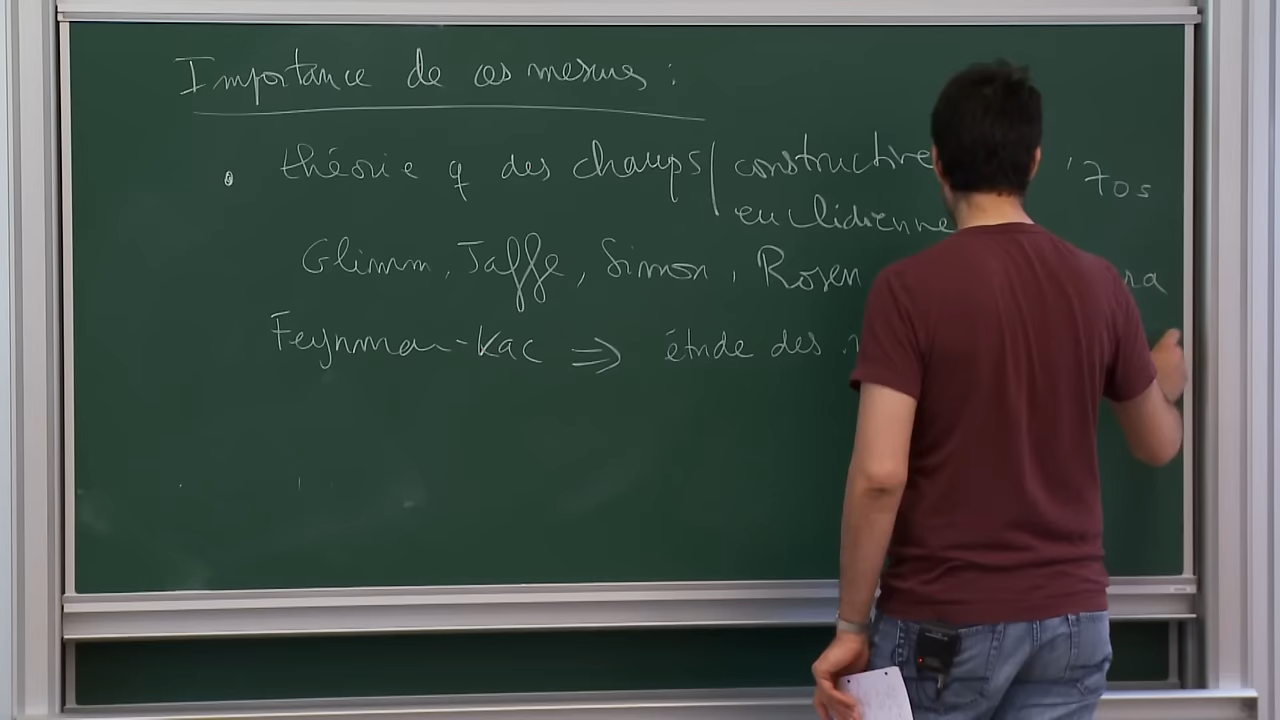 Importance de ces mesures :
• théorie q des champs / constructive '70s
euclidienne
Glimm, Jaffe, Simon, Rosen
Feynman-Kac ⇒ étude des